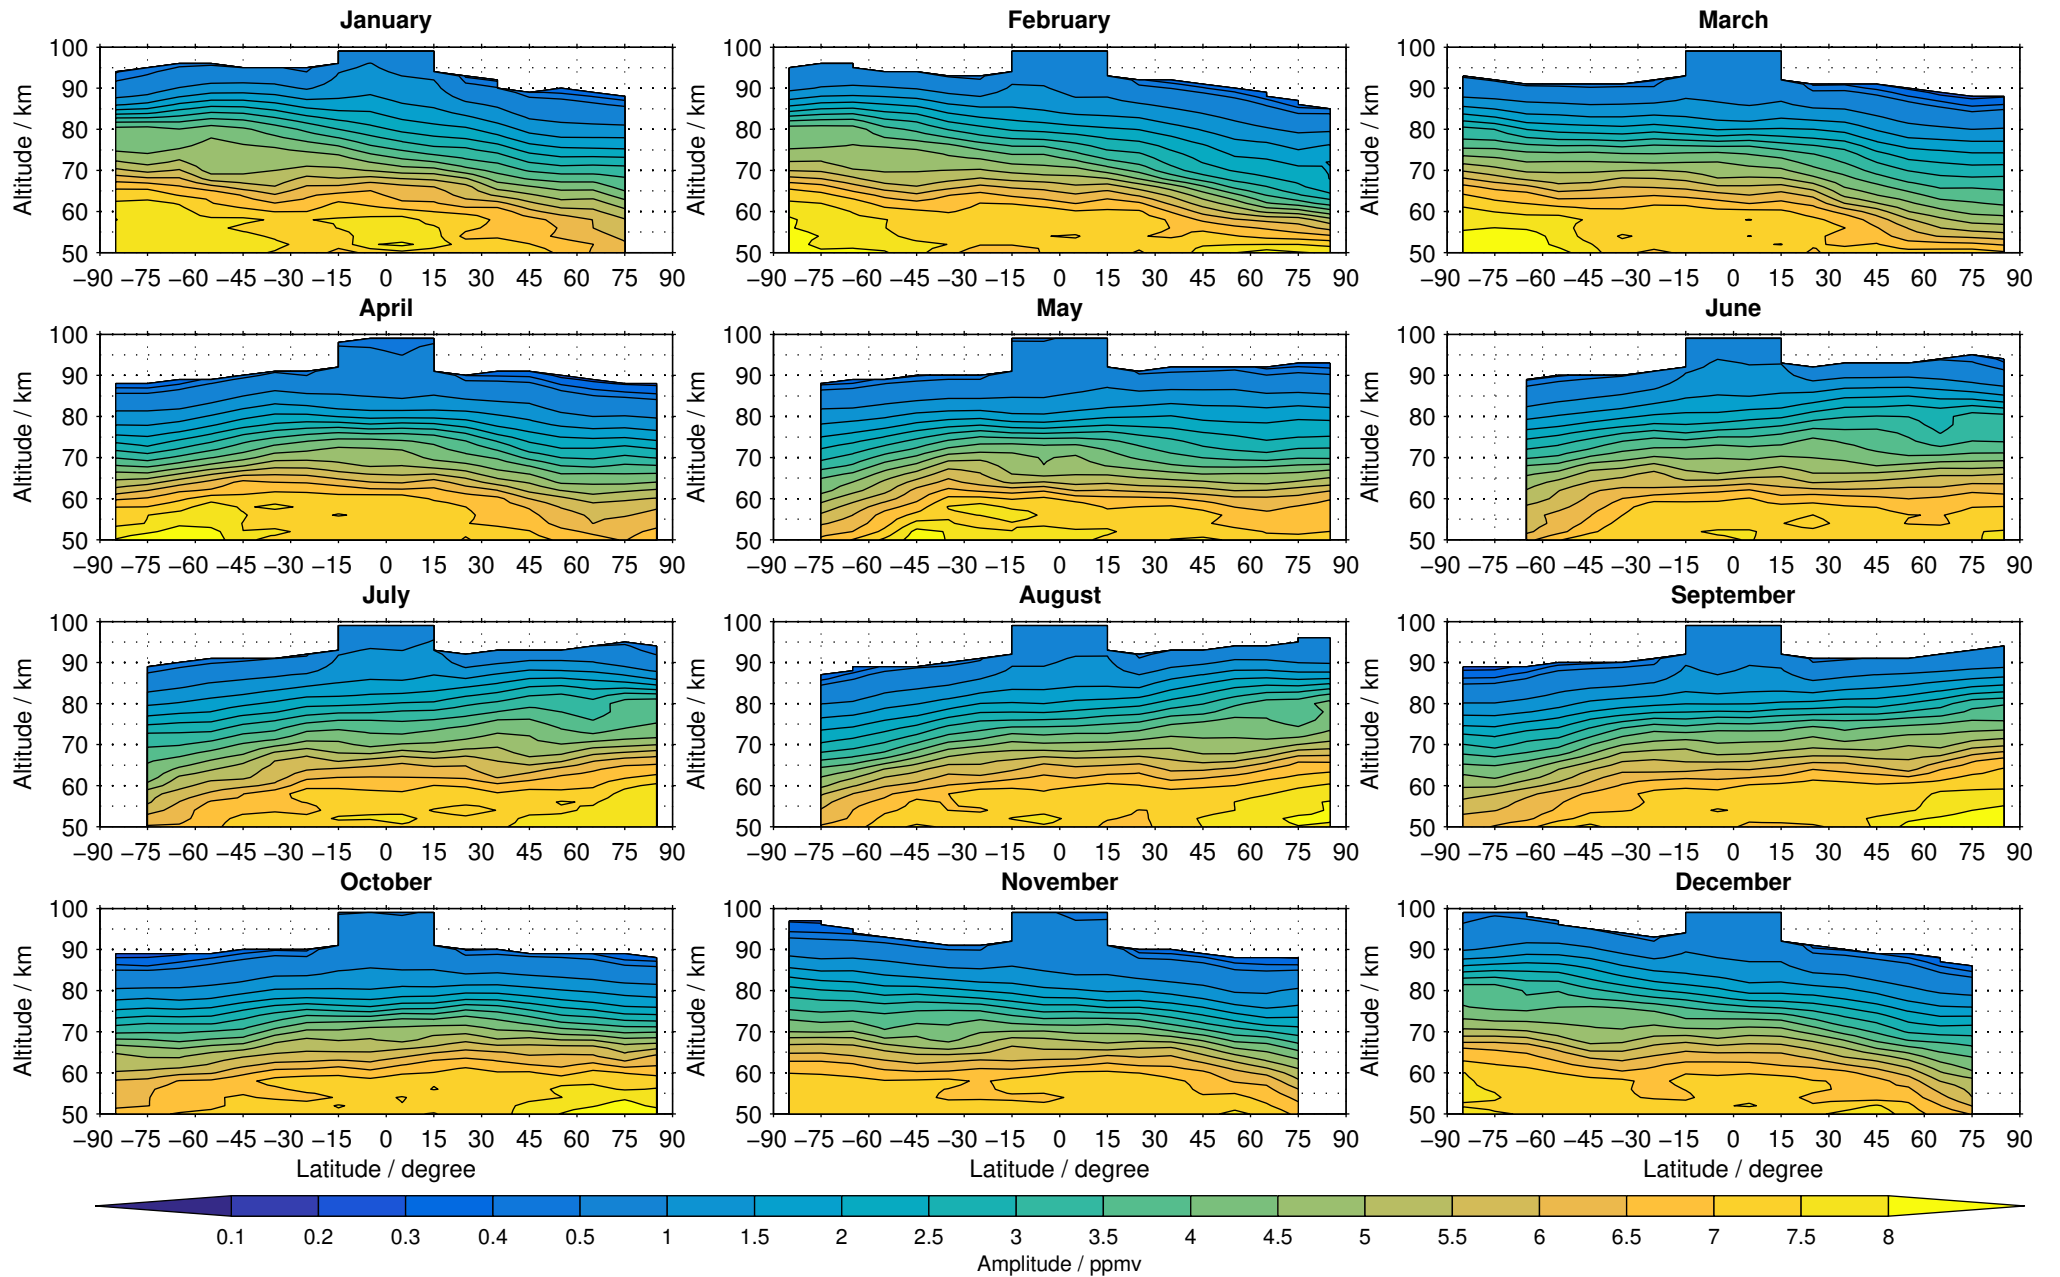 January February March
100 100 100
90 90 90
Altitude / km Altitude / km Altitude / km
80 80 80
70 70 70
60 60 60
50 50 50
−90 −75 −60 −45 −30 −15 0 15 30 45 60 75 90 −90 −75 −60 −45 −30 −15 0 15 30 45 60 75 90 −90 −75 −60 −45 −30 −15 0 15 30 45 60 75 90
April May June
100 100 100
90 90 90
Altitude / km Altitude / km Altitude / km
80 80 80
70 70 70
60 60 60
50 50 50
−90 −75 −60 −45 −30 −15 0 15 30 45 60 75 90 −90 −75 −60 −45 −30 −15 0 15 30 45 60 75 90 −90 −75 −60 −45 −30 −15 0 15 30 45 60 75 90
July August September
100 100 100
90 90 90
Altitude / km Altitude / km Altitude / km
80 80 80
70 70 70
60 60 60
50 50 50
−90 −75 −60 −45 −30 −15 0 15 30 45 60 75 90 −90 −75 −60 −45 −30 −15 0 15 30 45 60 75 90 −90 −75 −60 −45 −30 −15 0 15 30 45 60 75 90
October November December
100 100 100
90 90 90
Altitude / km Altitude / km Altitude / km
80 80 80
70 70 70
60 60 60
50 50 50
−90 −75 −60 −45 −30 −15 0 15 30 45 60 75 90 −90 −75 −60 −45 −30 −15 0 15 30 45 60 75 90 −90 −75 −60 −45 −30 −15 0 15 30 45 60 75 90
Latitude / degree Latitude / degree Latitude / degree
0.1 0.2 0.3 0.4 0.5 1 1.5 2 2.5 3 3.5 4 4.5 5 5.5 6 6.5 7 7.5 8
Amplitude / ppmv